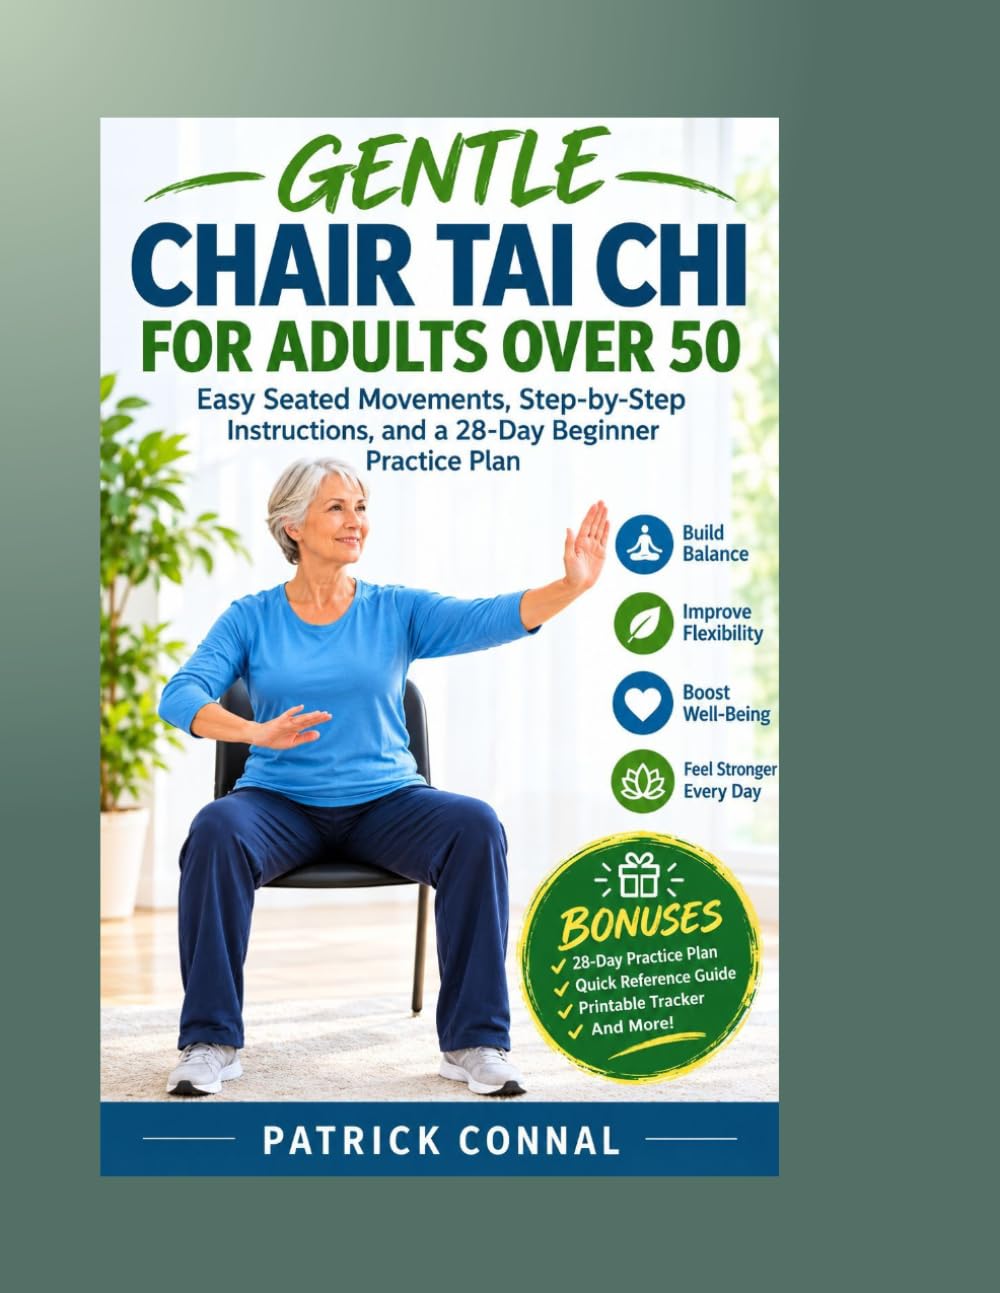 GENTLE
CHAIR TAI CHI
FOR ADULTS OVER 50
Easy Seated Movements, Step-by-Step
Instructions, and a 28-Day Beginner
Practice Plan
Build
Balance
Improve
Flexibility
Boost
Well-Being
Feel Stronger
Every Day
BONUSES
28-Day Practice Plan
Quick Reference Guide
Printable Tracker
And More!
PATRICK CONNAL